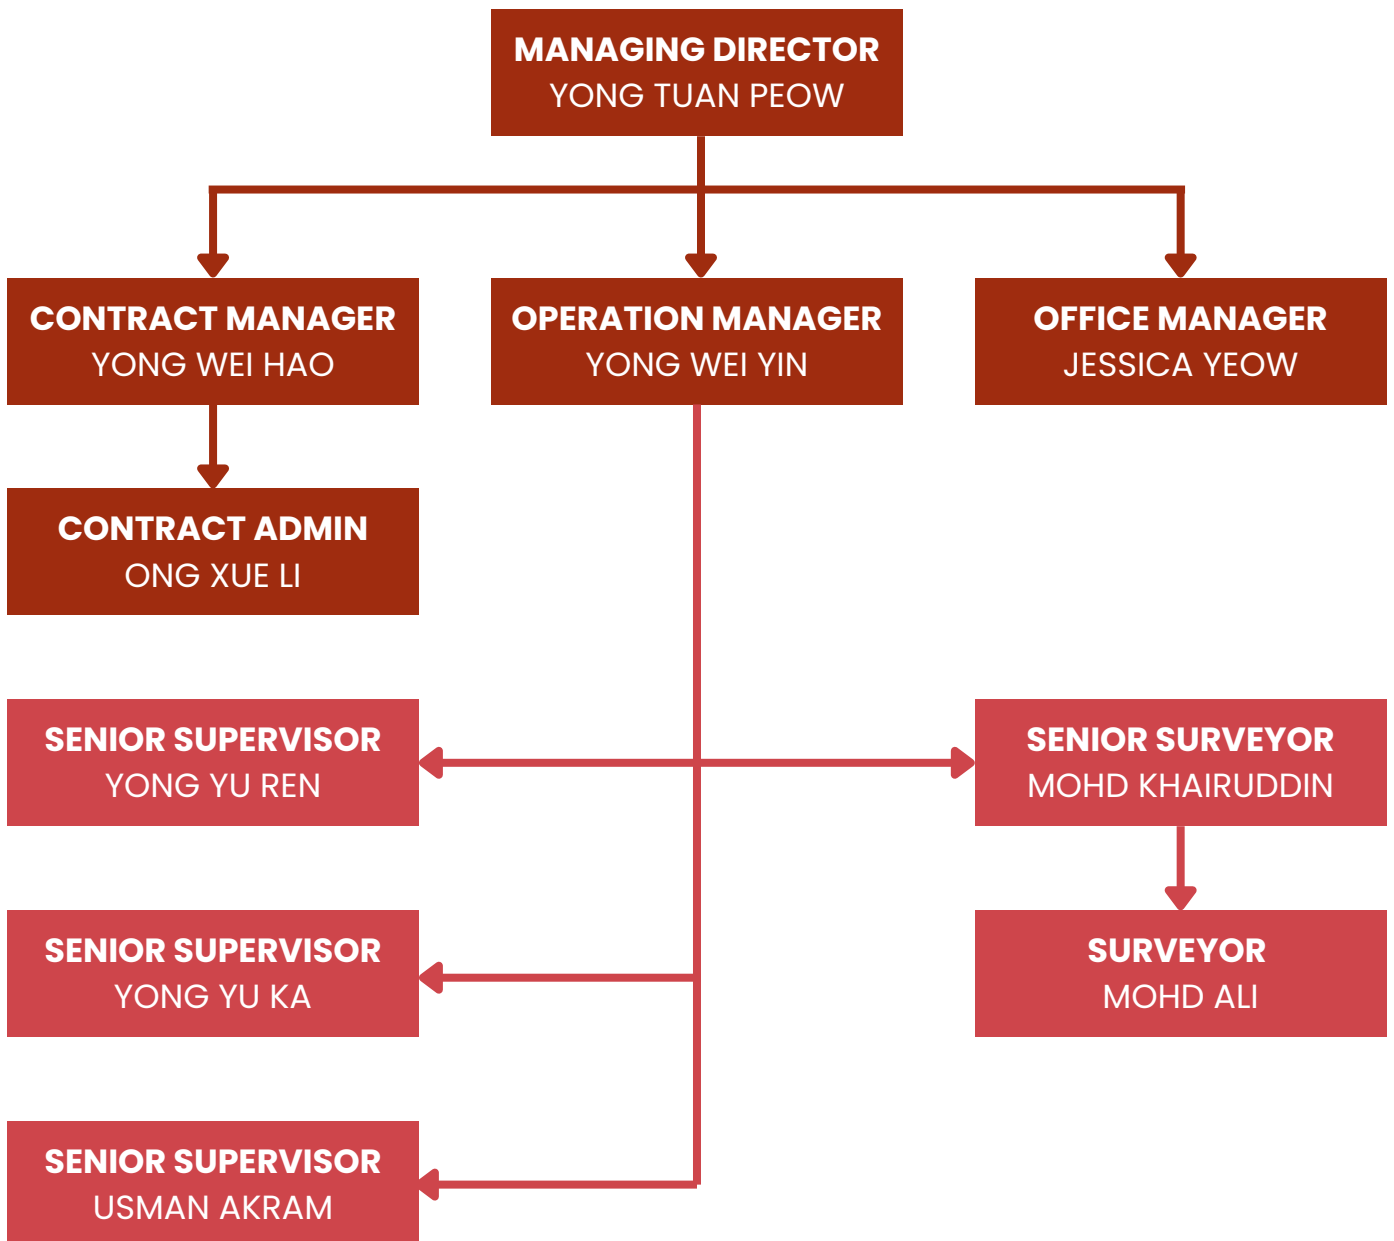 MANAGING DIRECTOR
YONG TUAN PEOW
CONTRACT MANAGER
YONG WEI HAO
OPERATION MANAGER
YONG WEI YIN
OFFICE MANAGER
JESSICA YEOW
CONTRACT ADMIN
ONG XUE LI
SENIOR SUPERVISOR
YONG YU REN
SENIOR SURVEYOR
MOHD KHAIRUDDIN
SENIOR SUPERVISOR
YONG YU KA
SURVEYOR
MOHD ALI
SENIOR SUPERVISOR
USMAN AKRAM